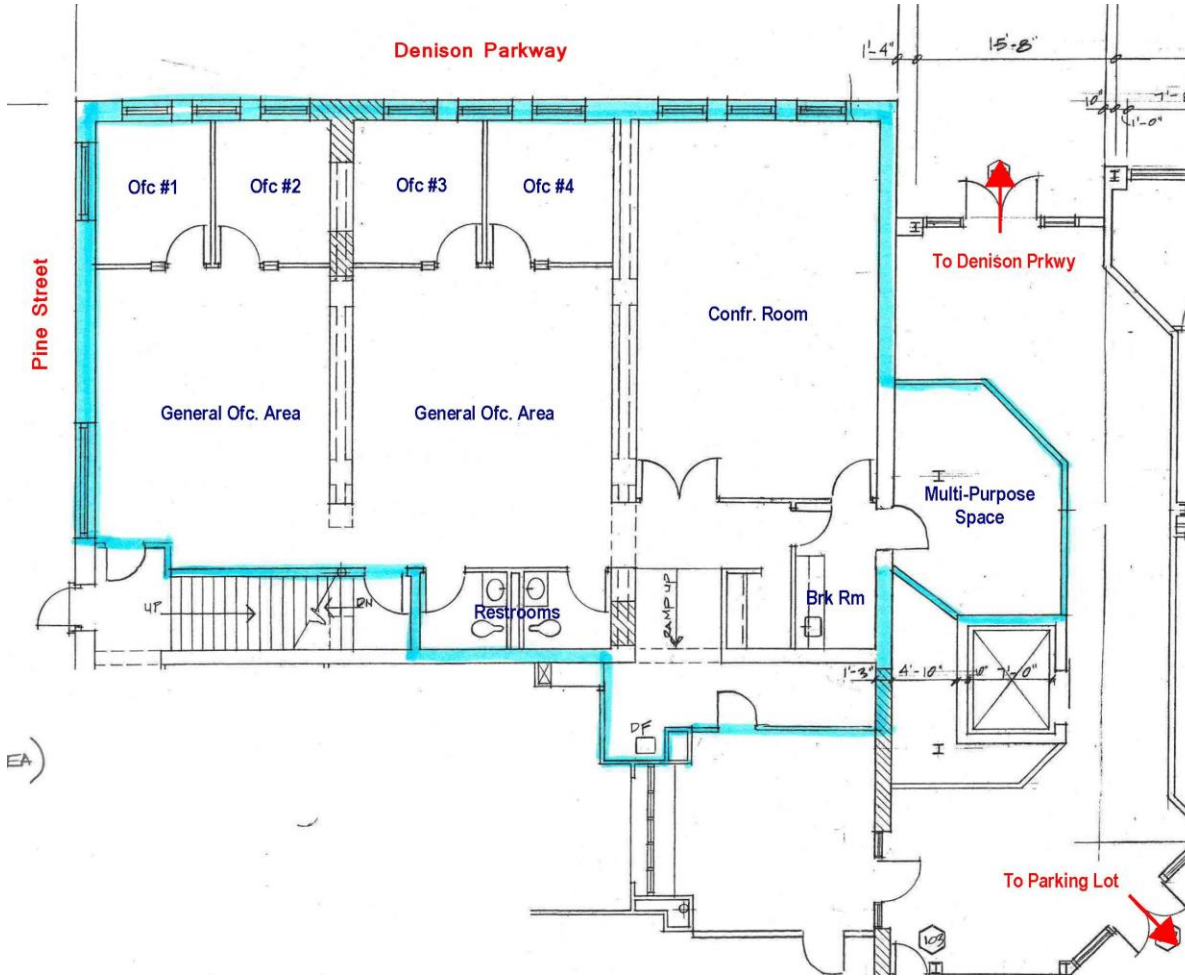 Denison Parkway
1'-4"
15'-8"
10"
1'-0"
Ofc #1
Ofc #2
Ofc #3
Ofc #4
H
H
To Denison Prkwy
Pine Street
Confr. Room
General Ofc. Area
General Ofc. Area
H
Multi-Purpose
Space
UP
DN
Restrooms
RAMP UP
Brk Rm
1'-3"
4'-10"
10"
7'-0"
DF
H
EA)
To Parking Lot
103
H